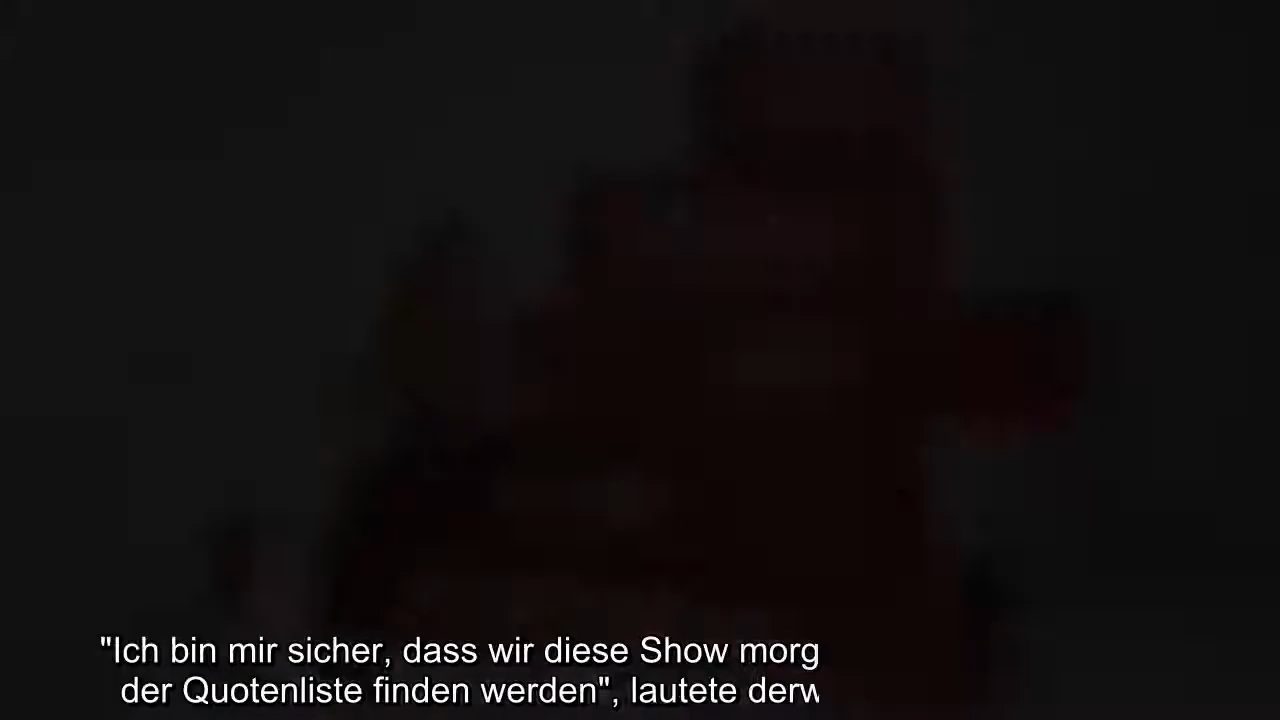 "Ich bin mir sicher, dass wir diese Show morg
der Quotenliste finden werden", lautete derw